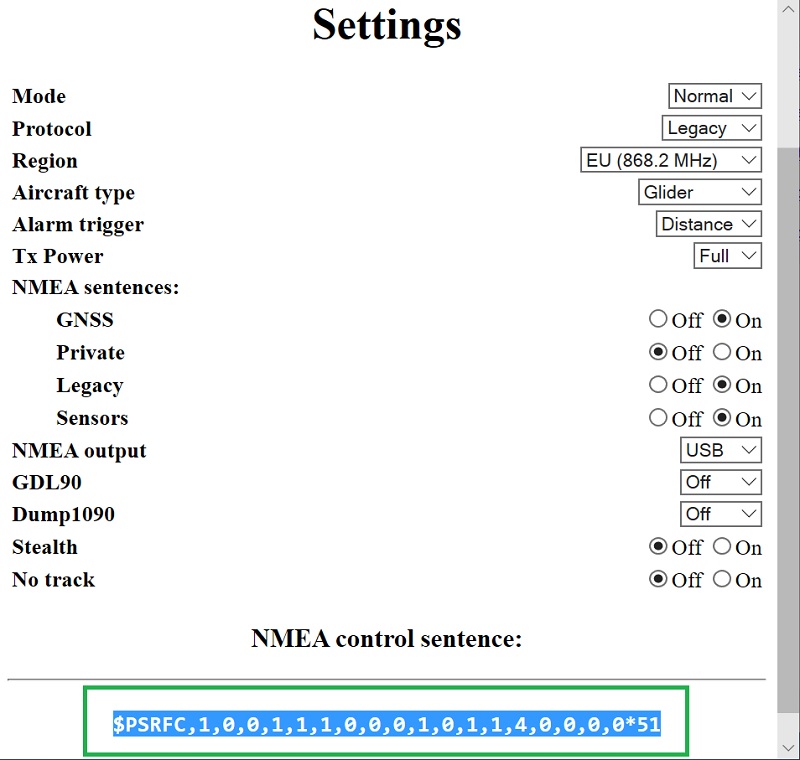 Settings
Mode Normal
Protocol Legacy
Region EU (868.2 MHz)
Aircraft type Glider
Alarm trigger Distance
Tx Power Full
NMEA sentences:
GNSS Off On
Private Off On
Legacy Off On
Sensors Off On
NMEA output USB
GDL90 Off
Dump1090 Off
Stealth Off On
No track Off On
NMEA control sentence:
$PSRFC,1,0,0,1,1,1,0,0,0,1,0,1,1,4,0,0,0,0*51